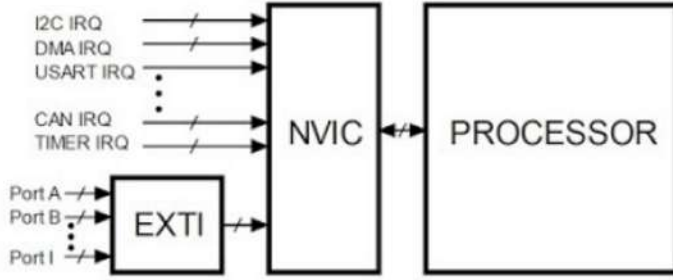 I2C IRQ
DMA IRQ
USART IRQ
CAN IRQ
TIMER IRQ
NVIC
PROCESSOR
Port A
Port B
Port I
EXTI